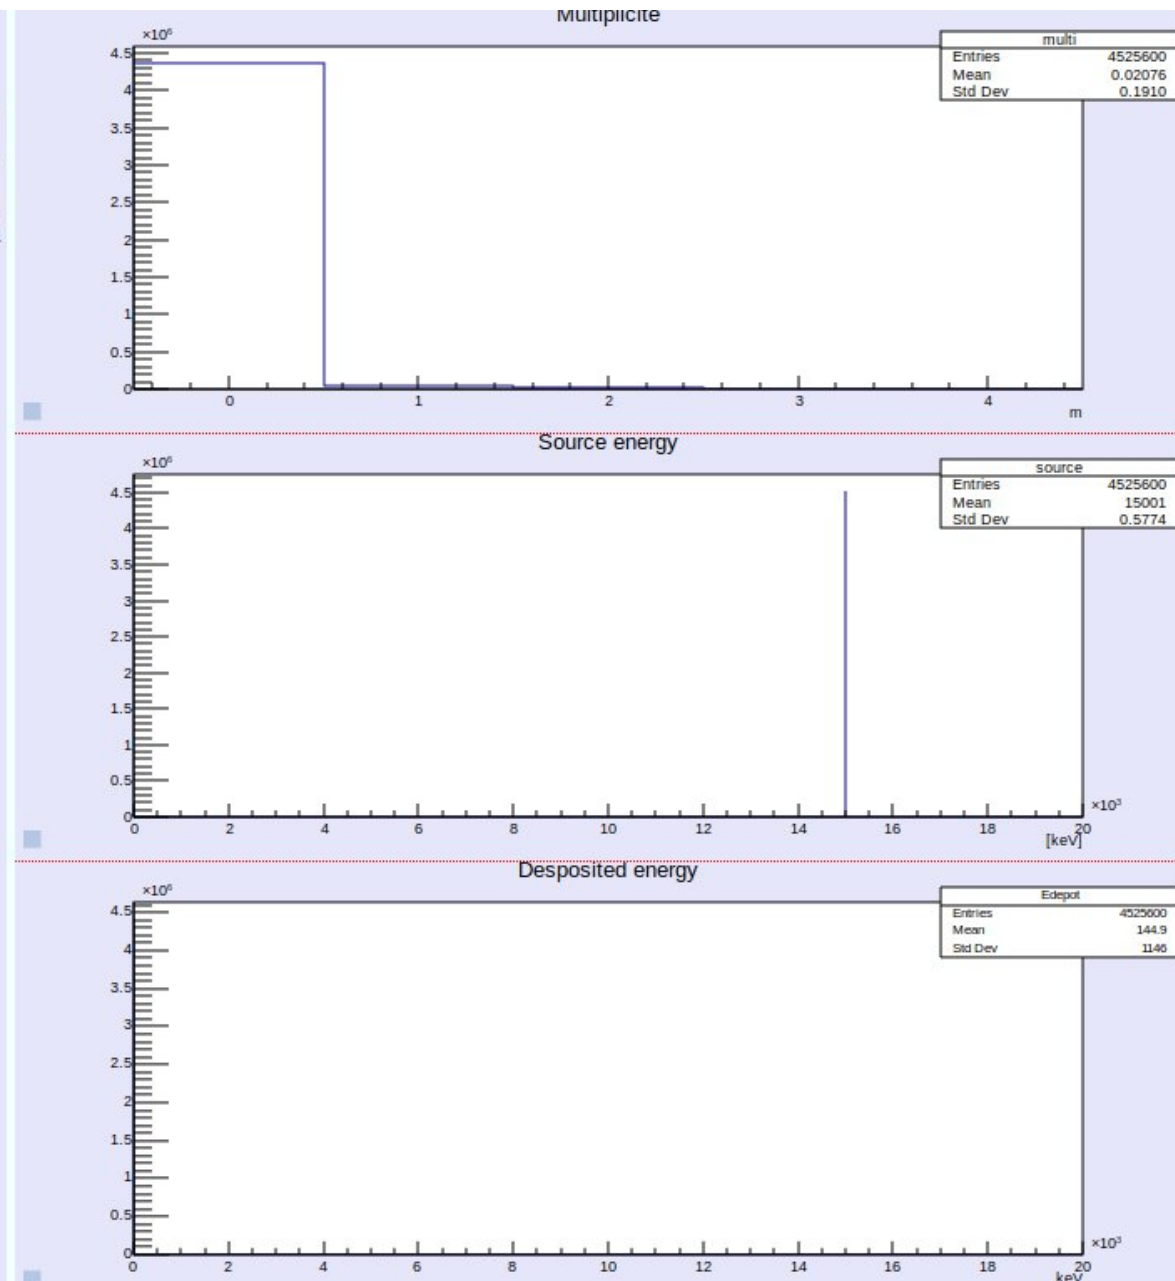 Multiplicite
×10⁶
multi
Entries 4525600
Mean 0.02076
Std Dev 0.1910
4.5
4
3.5
3
2.5
2
1.5
1
0.5
0
0 1 2 3 4
m
Source energy
×10⁶
source
Entries 4525600
Mean 15001
Std Dev 0.5774
4.5
4
3.5
3
2.5
2
1.5
1
0.5
0
0 2 4 6 8 10 12 14 16 18 20
×10³
[keV]
Desposited energy
×10⁶
Edepot
Entries 4525600
Mean 144.9
Std Dev 1146
4.5
4
3.5
3
2.5
2
1.5
1
0.5
0
0 2 4 6 8 10 12 14 16 18 20
×10³
keV